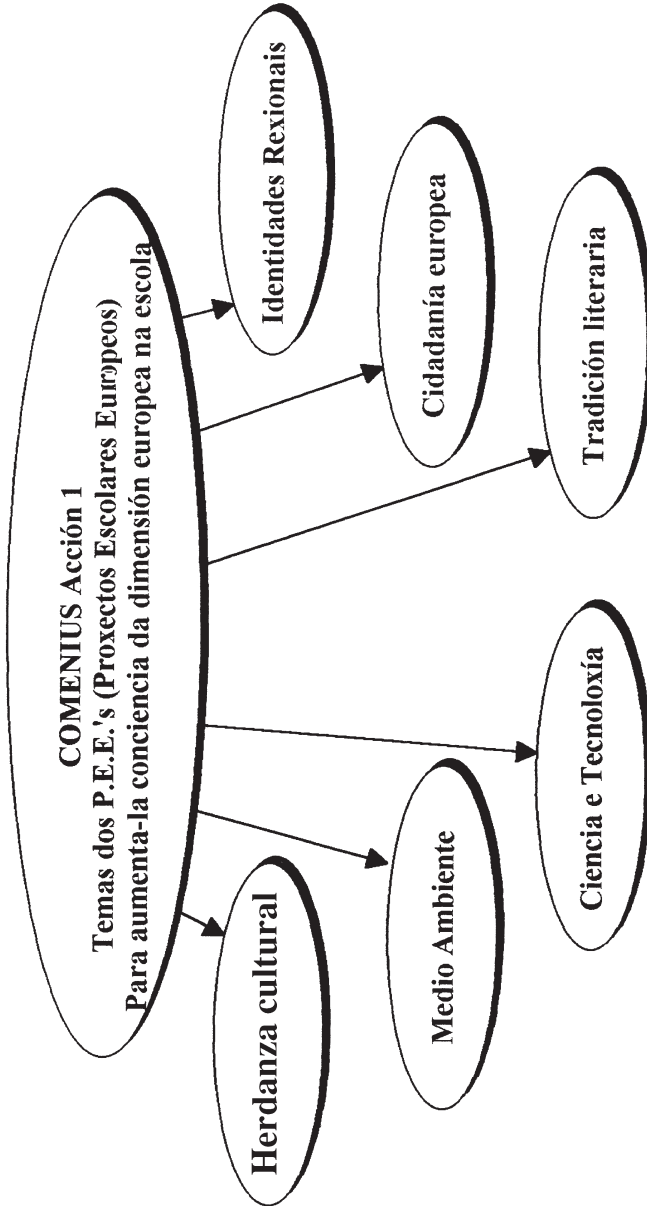 COMENIUS Acción 1
Temas dos P.E.E.'s (Proxectos Escolares Europeos)
Para aumenta-la conciencia da dimensión europea na escola
Herdanza cultural
Medio Ambiente
Ciencia e Tecnoloxía
Tradición literaria
Cidadanía europea
Identidades Rexionais